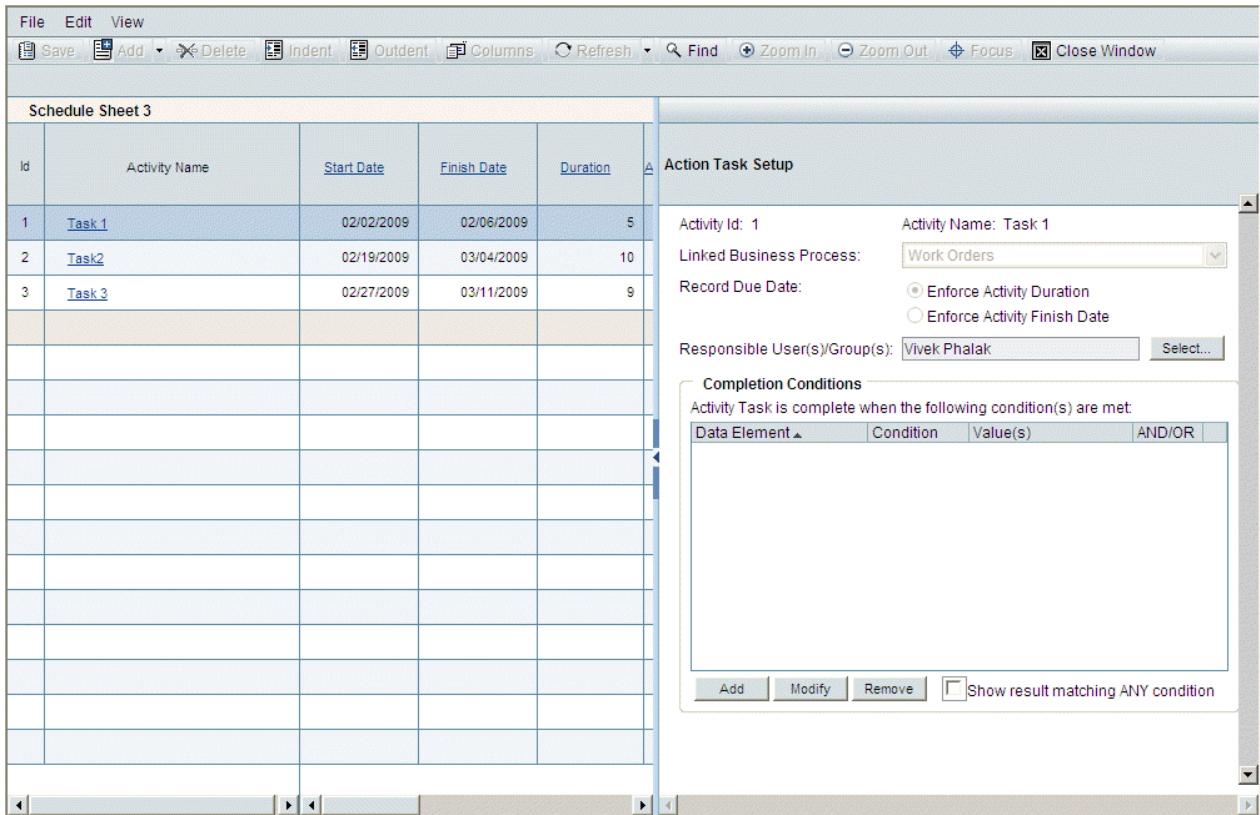 File Edit View
Save Add Delete Indent Outdent Columns Refresh Find Zoom In Zoom Out Focus Close Window
Schedule Sheet 3
Id Activity Name Start Date Finish Date Duration A
1 Task 1 02/02/2009 02/06/2009 5
2 Task2 02/19/2009 03/04/2009 10
3 Task 3 02/27/2009 03/11/2009 9
Action Task Setup
Activity Id: 1 Activity Name: Task 1
Linked Business Process: Work Orders
Record Due Date: Enforce Activity Duration
Enforce Activity Finish Date
Responsible User(s)/Group(s): Vivek Phalak Select...
Completion Conditions
Activity Task is complete when the following condition(s) are met:
Data Element Condition Value(s) AND/OR
Add Modify Remove Show result matching ANY condition